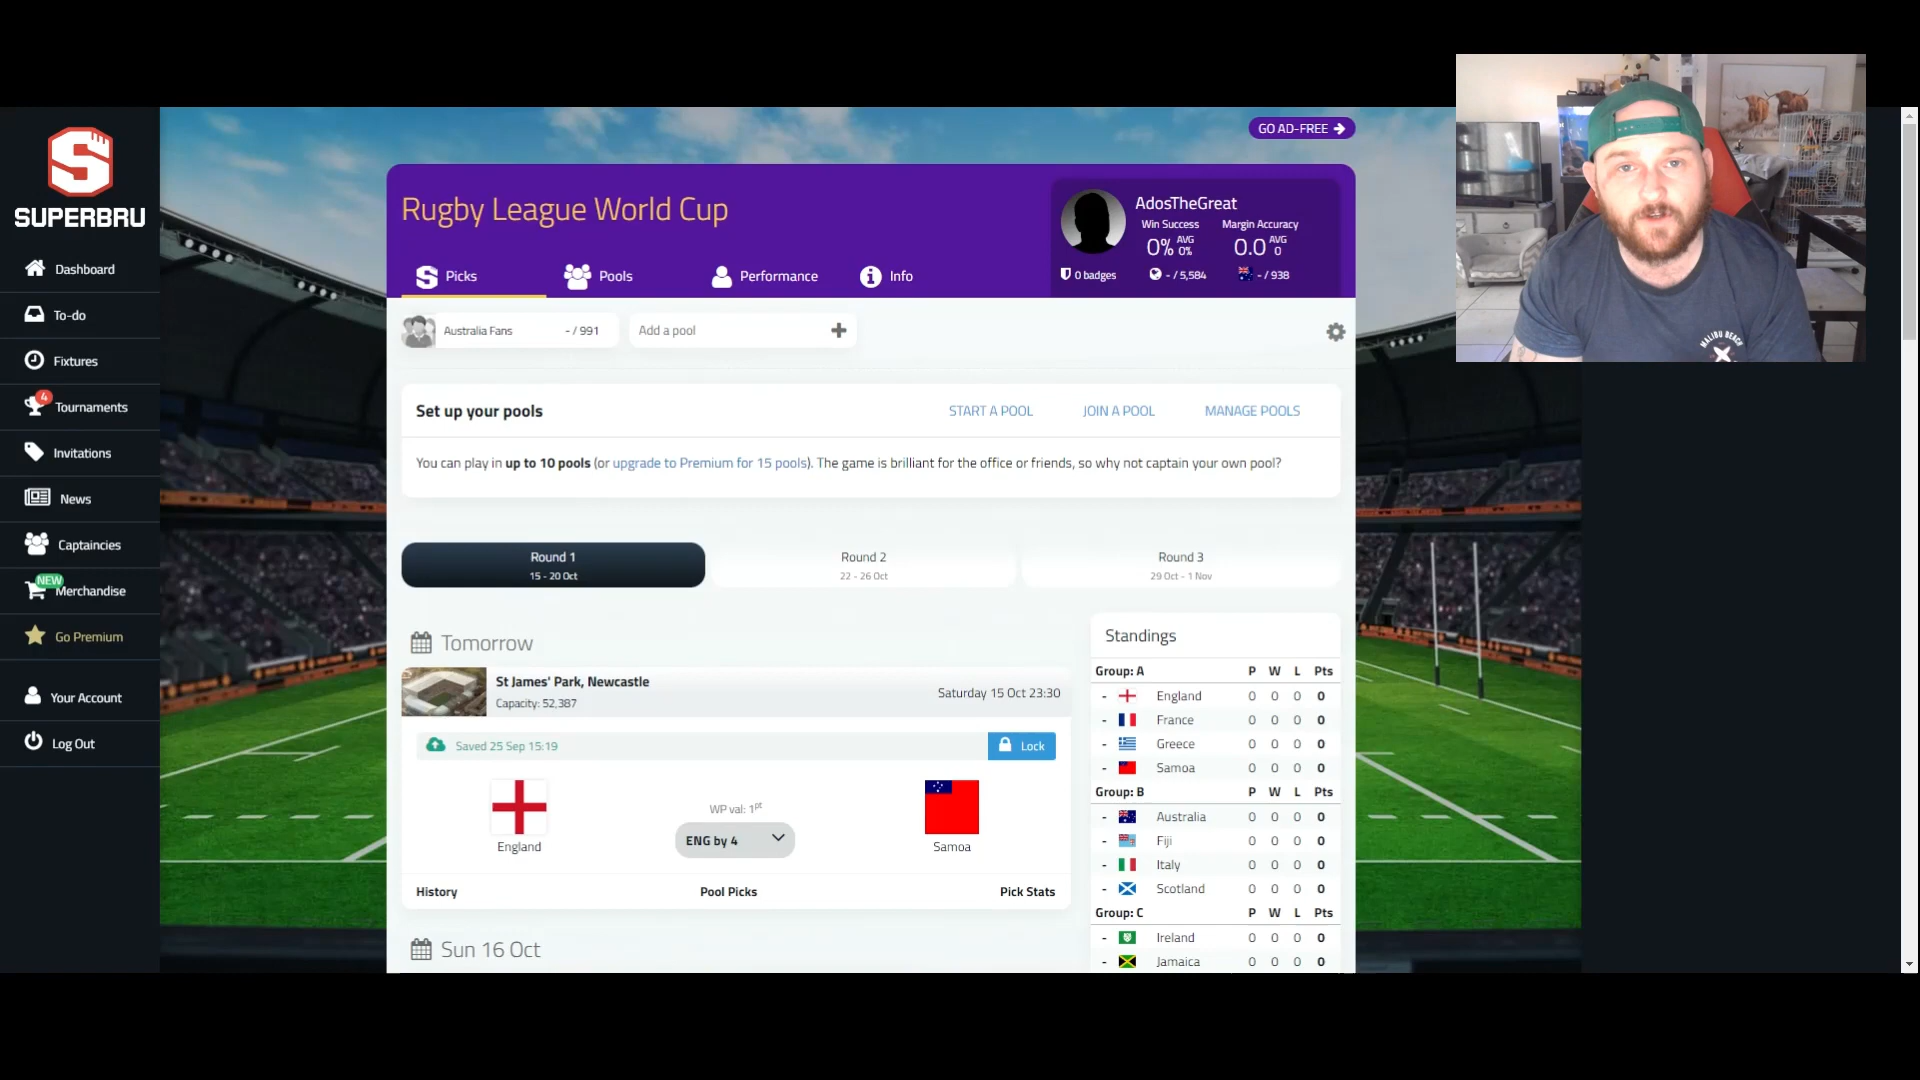 SUPERBRU
Dashboard
To-do
Fixtures
4
Tournaments
Invitations
News
Captaincies
NEW
Merchandise
Go Premium
Your Account
Log Out
GO AD-FREE
Rugby League World Cup
AdosTheGreat
Win Success
Margin Accuracy
0% AVG 0%
0.0 AVG 0
0 badges
- / 5,584
- / 938
Picks
Pools
Performance
Info
Australia Fans - / 991
Add a pool
Set up your pools
START A POOL
JOIN A POOL
MANAGE POOLS
You can play in up to 10 pools (or upgrade to Premium for 15 pools). The game is brilliant for the office or friends, so why not captain your own pool?
Round 1
15 - 20 Oct
Round 2
22 - 26 Oct
Round 3
29 Oct - 1 Nov
Tomorrow
St James' Park, Newcastle
Capacity: 52,387
Saturday 15 Oct 23:30
Saved 25 Sep 15:19
Lock
England
WP val: 1pt
ENG by 4
Samoa
History
Pool Picks
Pick Stats
Sun 16 Oct
Standings
Group: A P W L Pts
- England 0 0 0 0
- France 0 0 0 0
- Greece 0 0 0 0
- Samoa 0 0 0 0
Group: B P W L Pts
- Australia 0 0 0 0
- Fiji 0 0 0 0
- Italy 0 0 0 0
- Scotland 0 0 0 0
Group: C P W L Pts
- Ireland 0 0 0 0
- Jamaica 0 0 0 0
MALIBU BEACH